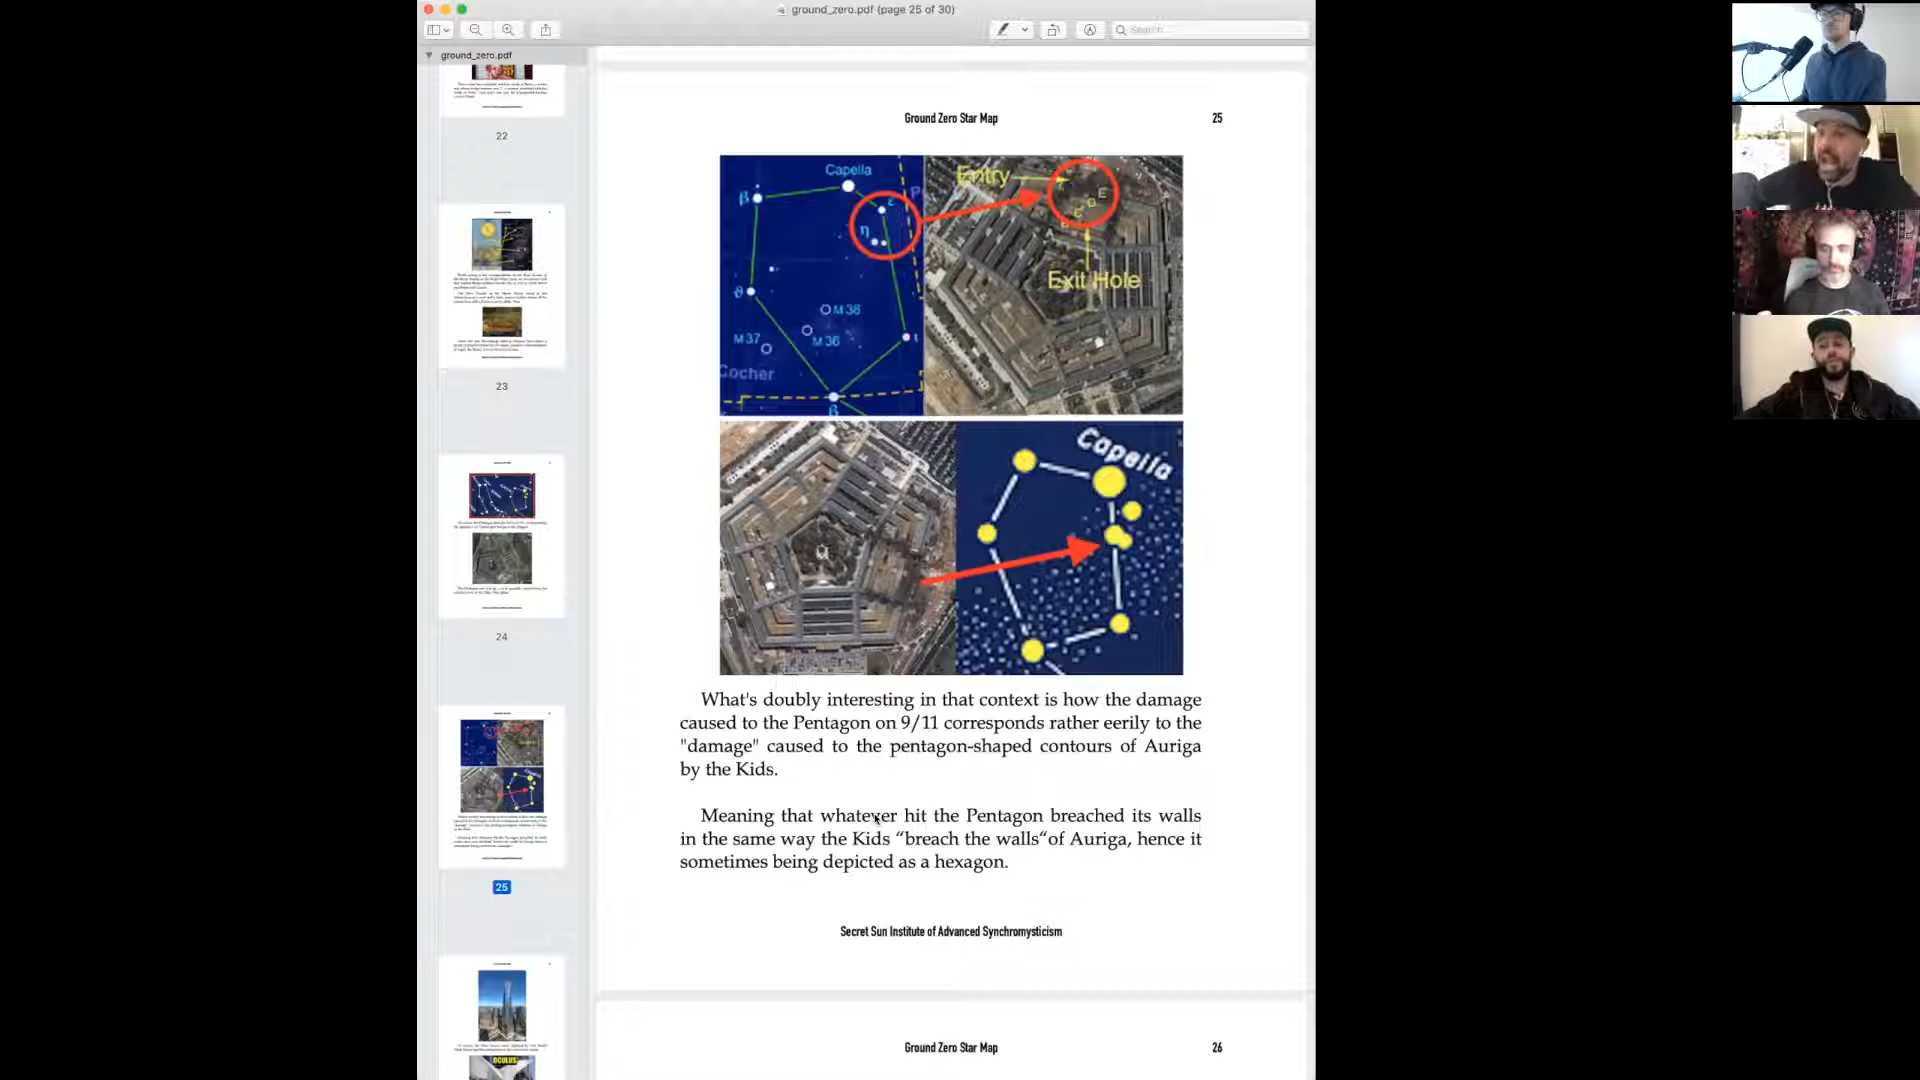 ground_zero.pdf (page 25 of 30)
Search
ground_zero.pdf
22
23
24
25
Ground Zero Star Map
25
Capella
β
ε
η
θ
M 38
M 36
M 37
ι
Cocher
β
Entry
E
D
C
Exit Hole
Capella
What's doubly interesting in that context is how the damage
caused to the Pentagon on 9/11 corresponds rather eerily to the
"damage" caused to the pentagon-shaped contours of Auriga
by the Kids.
Meaning that whatever hit the Pentagon breached its walls
in the same way the Kids “breach the walls“of Auriga, hence it
sometimes being depicted as a hexagon.
Secret Sun Institute of Advanced Synchromysticism
OCULUS
Ground Zero Star Map
26